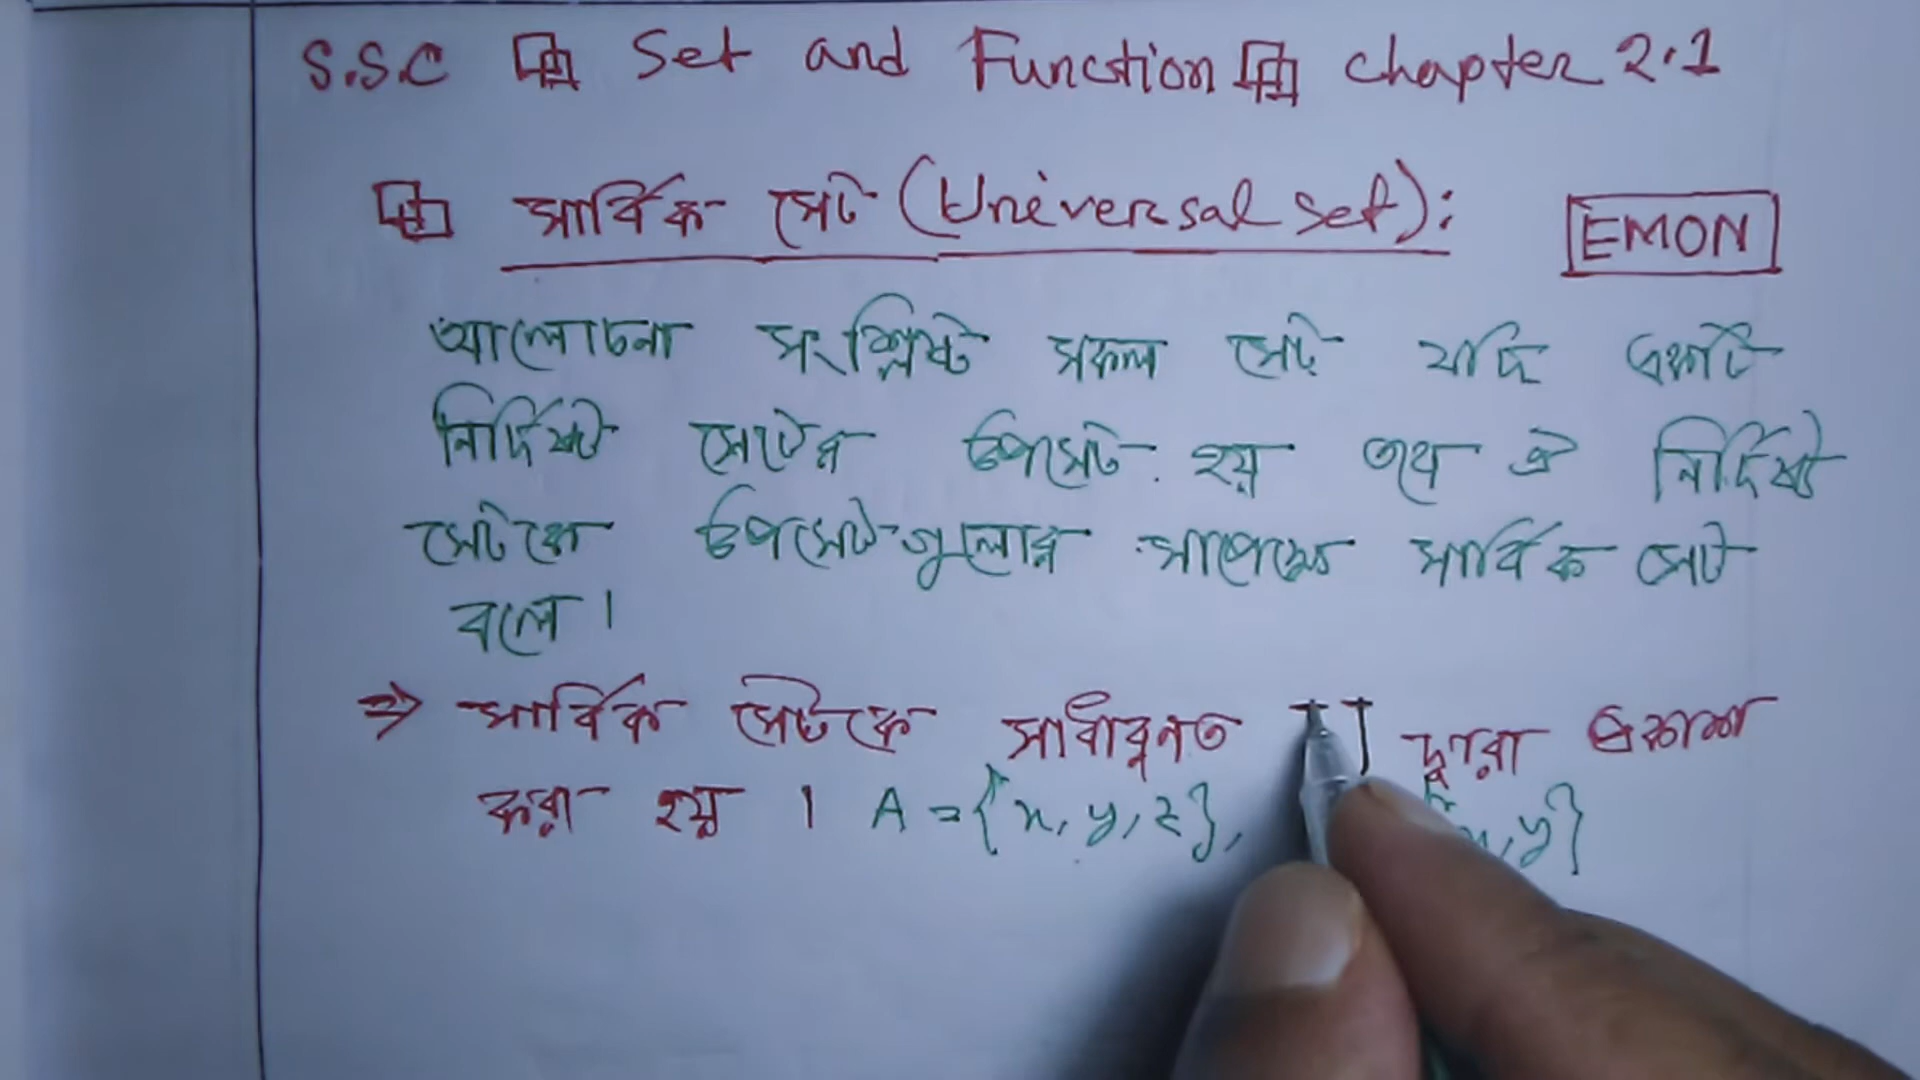 S.S.C Set and Function chapter 2.1
সার্বিক সেট (Universal Set):
EMON
আলোচনা সংশ্লিষ্ট সকল সেট যদি একটি
নির্দিষ্ট সেটের উপসেট হয় তবে ঐ নির্দিষ্ট
সেটকে উপসেটগুলোর সাপেক্ষে সার্বিক সেট
বলে।
⇒ সার্বিক সেটকে সাধারনত U দ্বারা প্রকাশ
করা হয় । A = {x, y, z}, x, y}